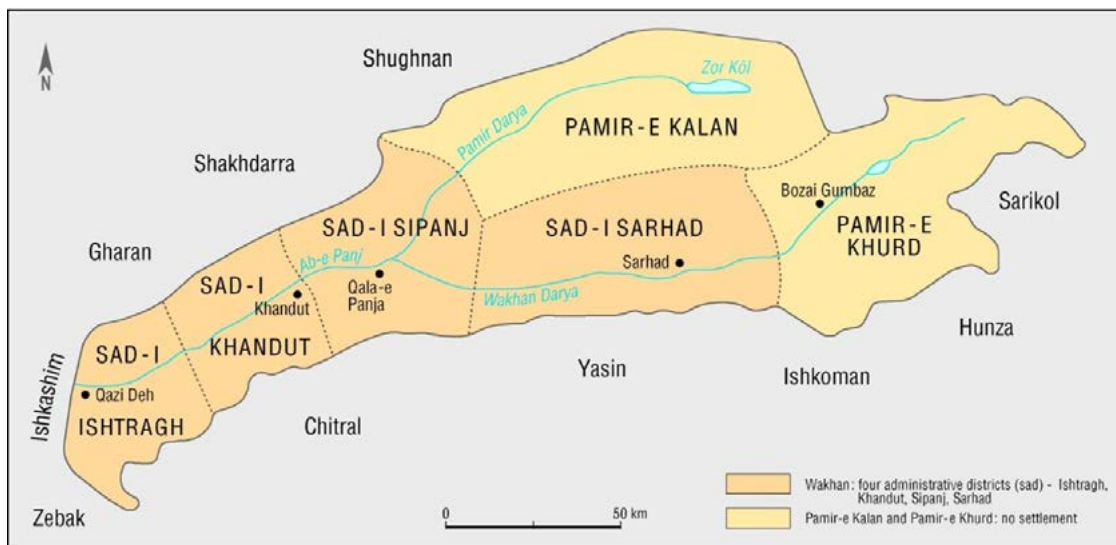 N
Shughnan
Zor Köl
Pamir Darya
PAMIR-E KALAN
Shakhdarra
Bozai Gumbaz
Sarikol
SAD-I SIPANJ
SAD-I SARHAD
PAMIR-E
KHURD
Gharan
Ab-e Panj
Sarhad
SAD-I
Qala-e
Panja
Khandut
Wakhan Darya
KHANDUT
Hunza
SAD-I
Yasin
Ishkoman
Ishkashim
Qazi Deh
ISHTRAGH
Chitral
Zebak
0
50 km
Wakhan: four administrative districts (sad) - Ishtragh,
Khandut, Sipanj, Sarhad
Pamir-e Kalan and Pamir-e Khurd: no settlement